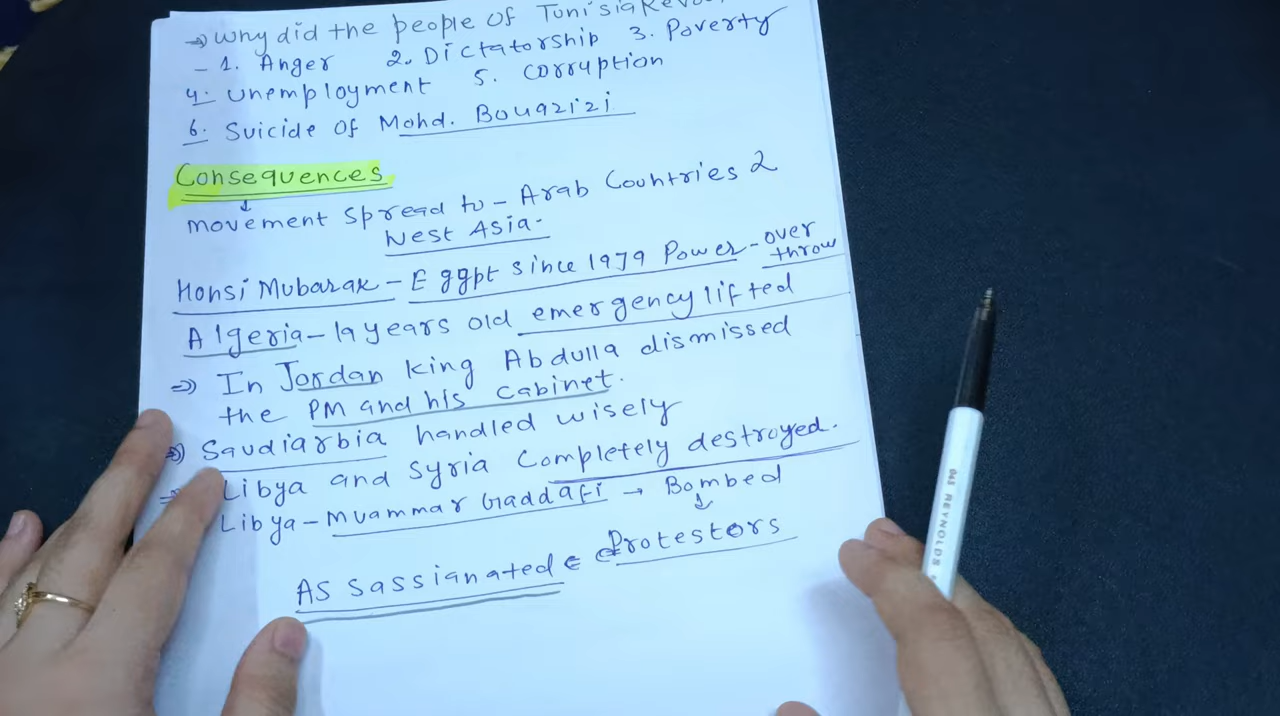 → Why did the people of Tunisia Revol
- 1. Anger 2. Dictatorship 3. Poverty
4. Unemployment 5. Corruption
6. Suicide of Mohd. Bouazizi
Consequences
↓
movement spread to - Arab Countries &
West Asia.
Honsi Mubarak - Egypt since 1979 Power - over
throw
Algeria - 19 years old emergency lifted
⇒ In Jordan king Abdulla dismissed
the PM and his cabinet.
⇒ Saudiarbia handled wisely
⇒ Libya and Syria Completely destroyed.
Libya - Muammar Gaddafi → Bombed
↓
Assassianated ← Protestors
045 REYNOLDS